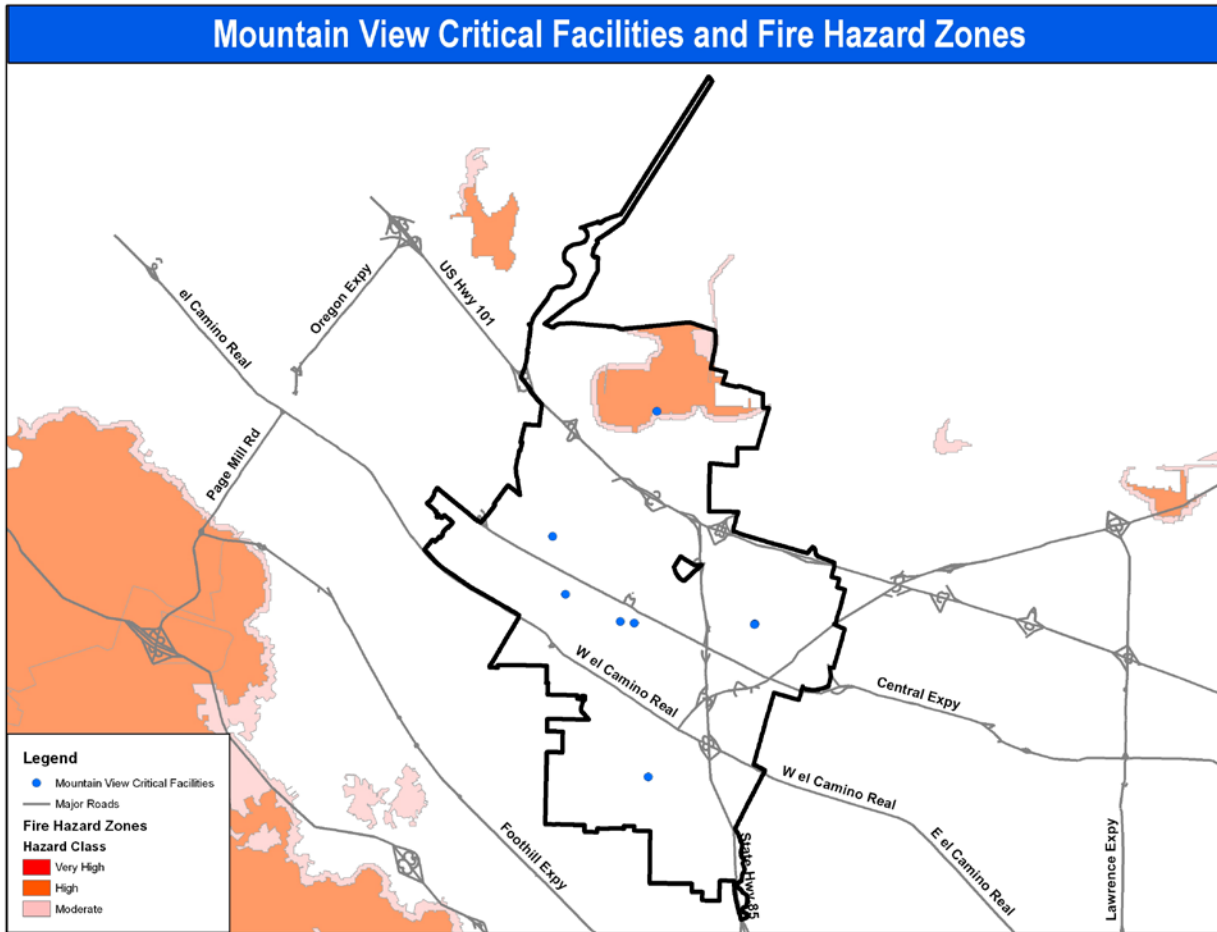 Mountain View Critical Facilities and Fire Hazard Zones
el Camino Real
Oregon Expy
US Hwy 101
Page Mill Rd
W el Camino Real
Central Expy
W el Camino Real
E el Camino Real
Foothill Expy
State Hwy 85
Lawrence Expy
Legend
Mountain View Critical Facilities
Major Roads
Fire Hazard Zones
Hazard Class
Very High
High
Moderate